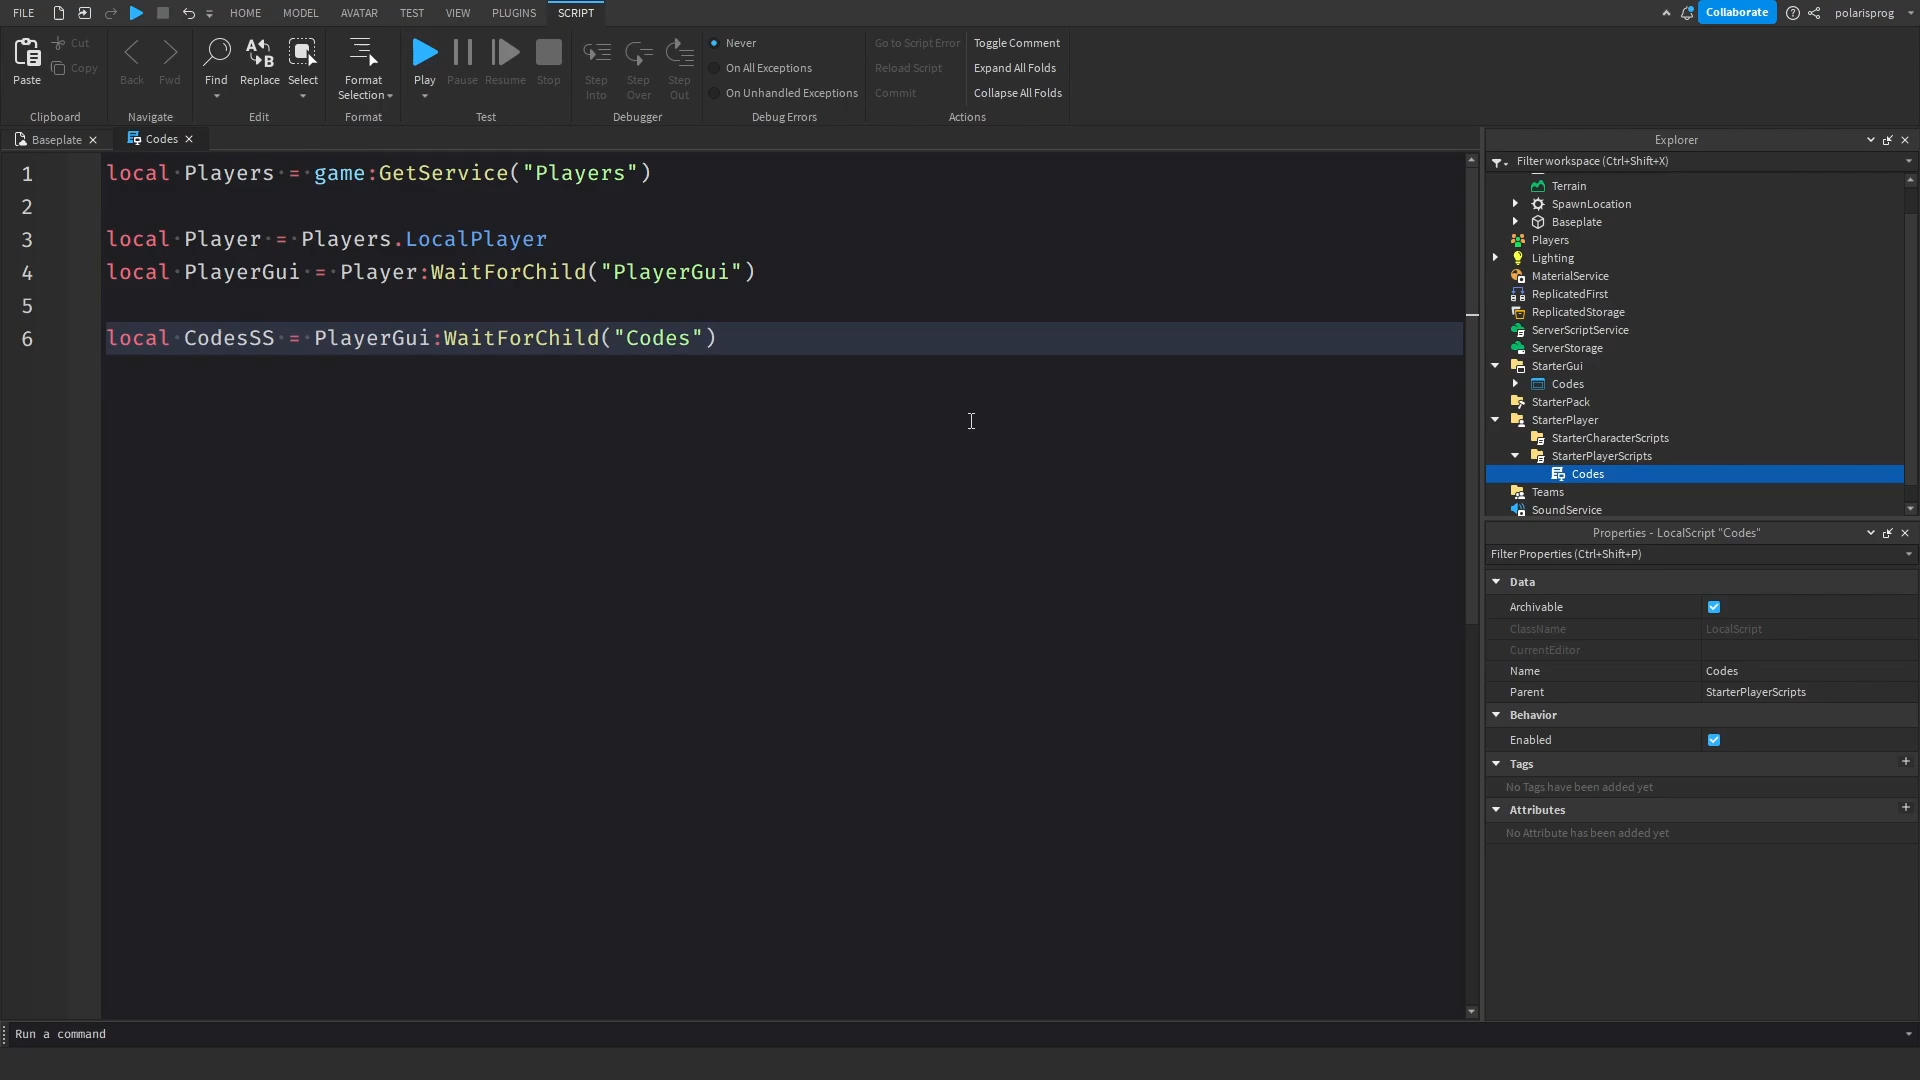 FILE HOME MODEL AVATAR TEST VIEW PLUGINS SCRIPT Collaborate polarisprog
Paste Cut Copy
Back Fwd
Find Replace Select
Format Selection
Play Pause Resume Stop
Step Into Step Over Step Out
Never
On All Exceptions
On Unhandled Exceptions
Go to Script Error
Reload Script
Commit
Toggle Comment
Expand All Folds
Collapse All Folds
Clipboard Navigate Edit Format Test Debugger Debug Errors Actions
Baseplate Codes
1 local Players = game:GetService("Players")
2
3 local Player = Players.LocalPlayer
4 local PlayerGui = Player:WaitForChild("PlayerGui")
5
6 local CodesSS = PlayerGui:WaitForChild("Codes")
Explorer
Filter workspace (Ctrl+Shift+X)
Terrain
SpawnLocation
Baseplate
Players
Lighting
MaterialService
ReplicatedFirst
ReplicatedStorage
ServerScriptService
ServerStorage
StarterGui
Codes
StarterPack
StarterPlayer
StarterCharacterScripts
StarterPlayerScripts
Codes
Teams
SoundService
Properties - LocalScript "Codes"
Filter Properties (Ctrl+Shift+P)
Data
Archivable
ClassName LocalScript
CurrentEditor
Name Codes
Parent StarterPlayerScripts
Behavior
Enabled
Tags +
No Tags have been added yet
Attributes +
No Attribute has been added yet
Run a command